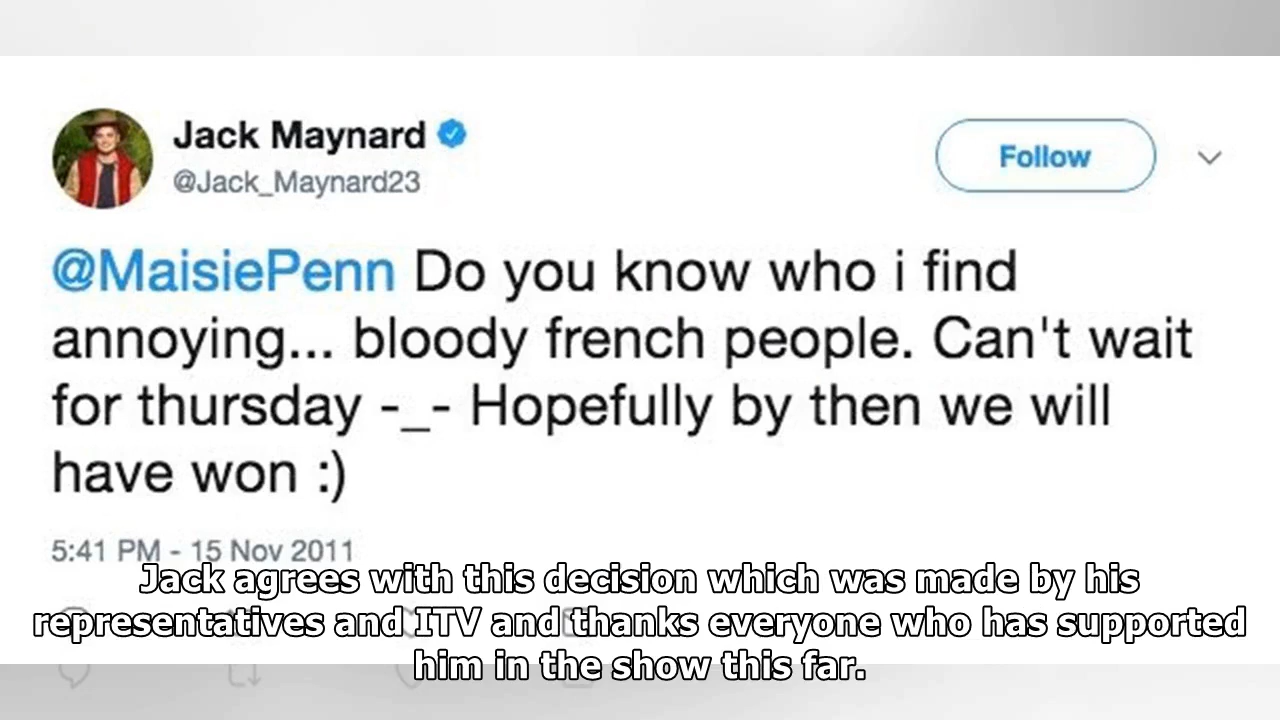 Jack Maynard
@Jack_Maynard23
Follow
@MaisiePenn Do you know who i find
annoying... bloody french people. Can't wait
for thursday -_- Hopefully by then we will
have won :)
5:41 PM - 15 Nov 2011
Jack agrees with this decision which was made by his
representatives and ITV and thanks everyone who has supported
him in the show this far.